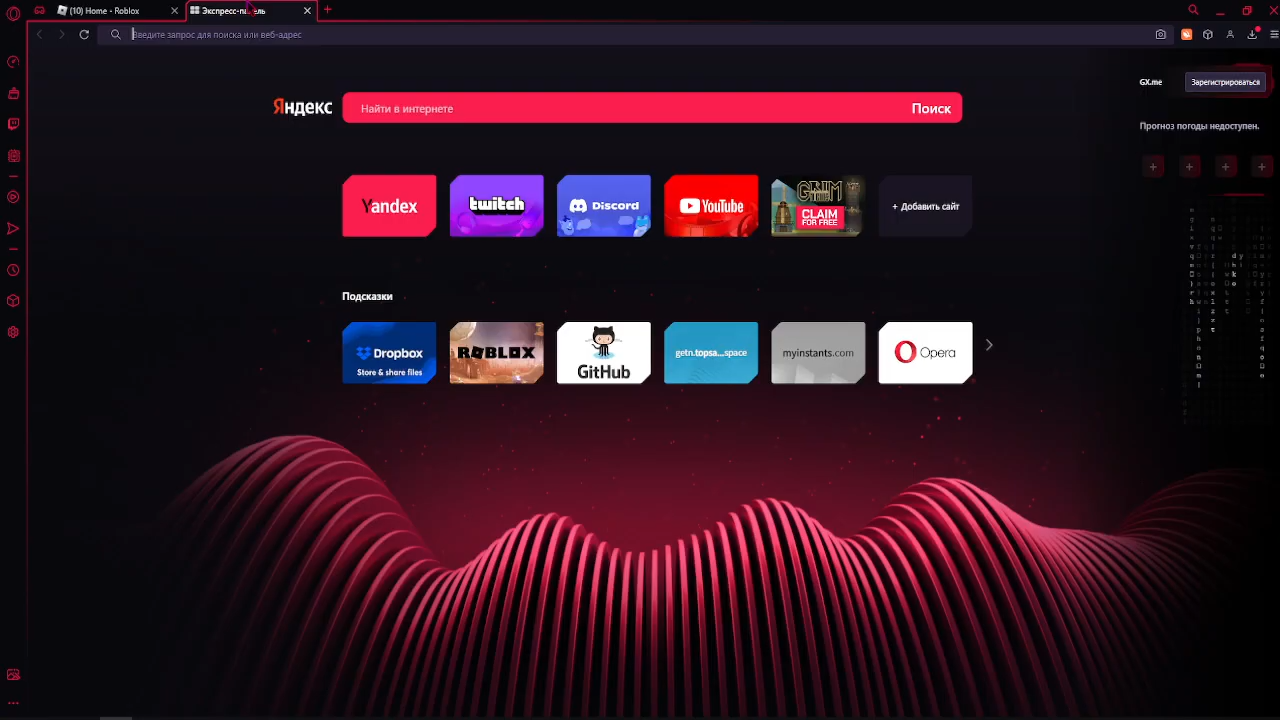 (10) Home - Roblox
Экспресс-панель
Введите запрос для поиска или веб-адрес
GX.me
Зарегистрироваться
Яндекс
Найти в интернете
Поиск
Прогноз погоды недоступен.
Yandex
twitch
Discord
YouTube
GRIM
CLAIM
FOR FREE
+ Добавить сайт
Подсказки
Dropbox
Store & share files
ROBLOX
GitHub
getn.topsa...space
myinstants.com
Opera